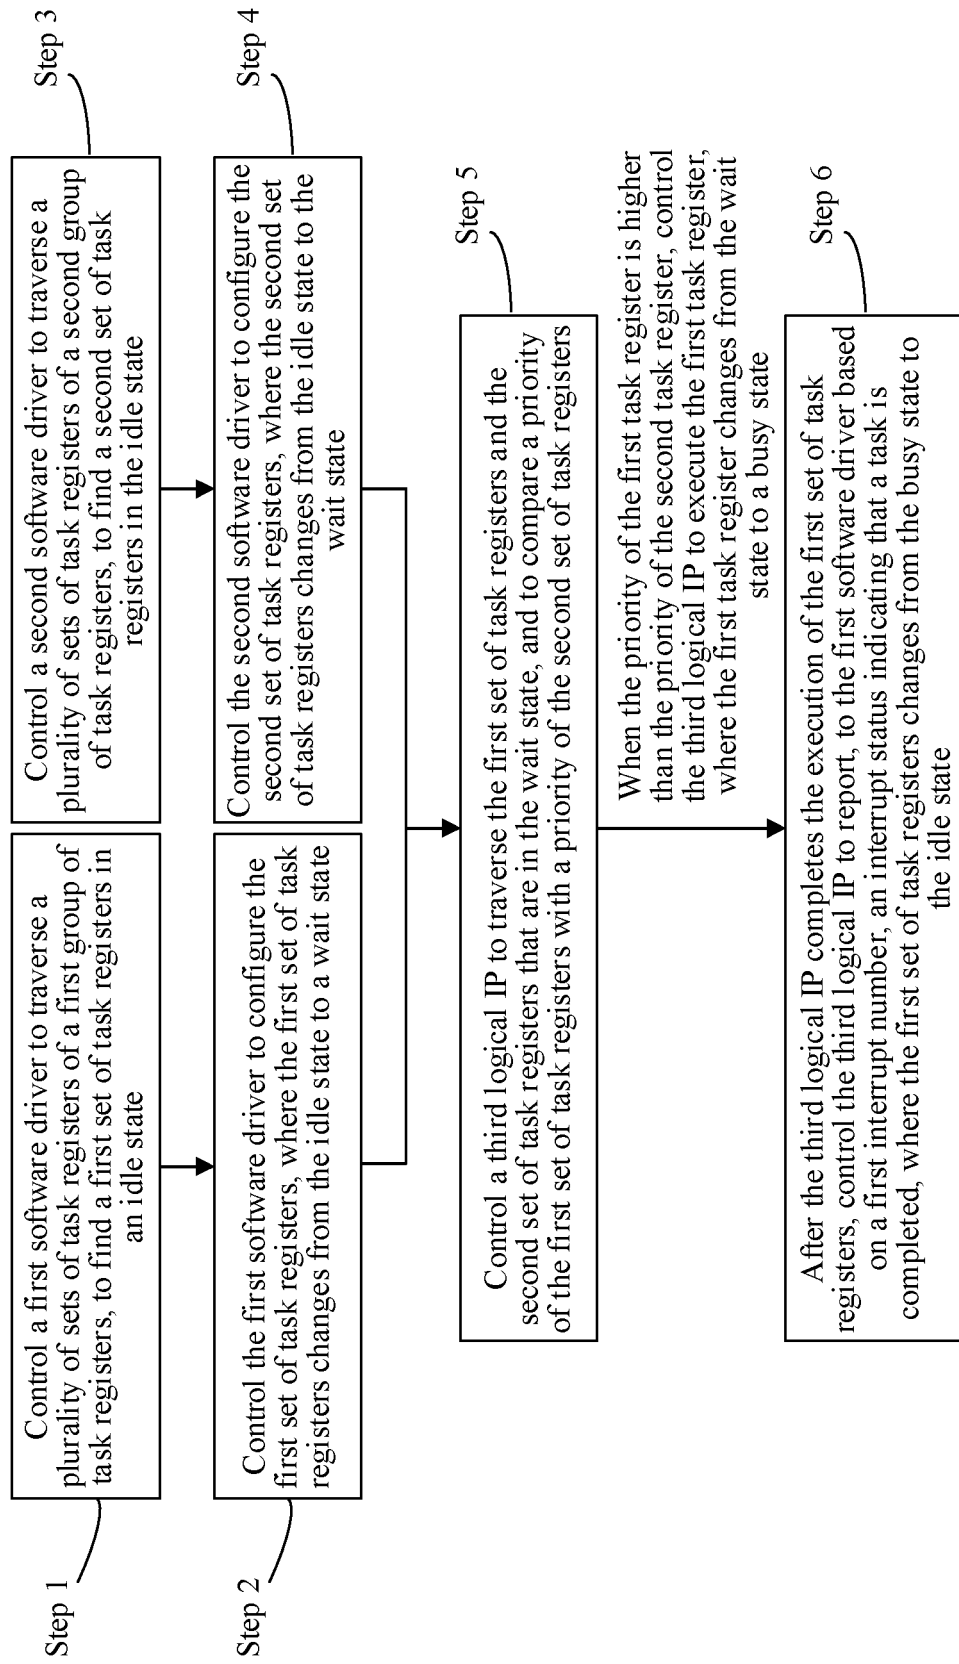 Step 1
Control a first software driver to traverse a
plurality of sets of task registers of a first group of
task registers, to find a first set of task registers in
an idle state
Step 3
Control a second software driver to traverse a
plurality of sets of task registers of a second group
of task registers, to find a second set of task
registers in the idle state
Step 2
Control the first software driver to configure the
first set of task registers, where the first set of task
registers changes from the idle state to a wait state
Step 4
Control the second software driver to configure the
second set of task registers, where the second set
of task registers changes from the idle state to the
wait state
Step 5
Control a third logical IP to traverse the first set of task registers and the
second set of task registers that are in the wait state, and to compare a priority
of the first set of task registers with a priority of the second set of task registers
When the priority of the first task register is higher
than the priority of the second task register, control
the third logical IP to execute the first task register,
where the first task register changes from the wait
state to a busy state
Step 6
After the third logical IP completes the execution of the first set of task
registers, control the third logical IP to report, to the first software driver based
on a first interrupt number, an interrupt status indicating that a task is
completed, where the first set of task registers changes from the busy state to
the idle state